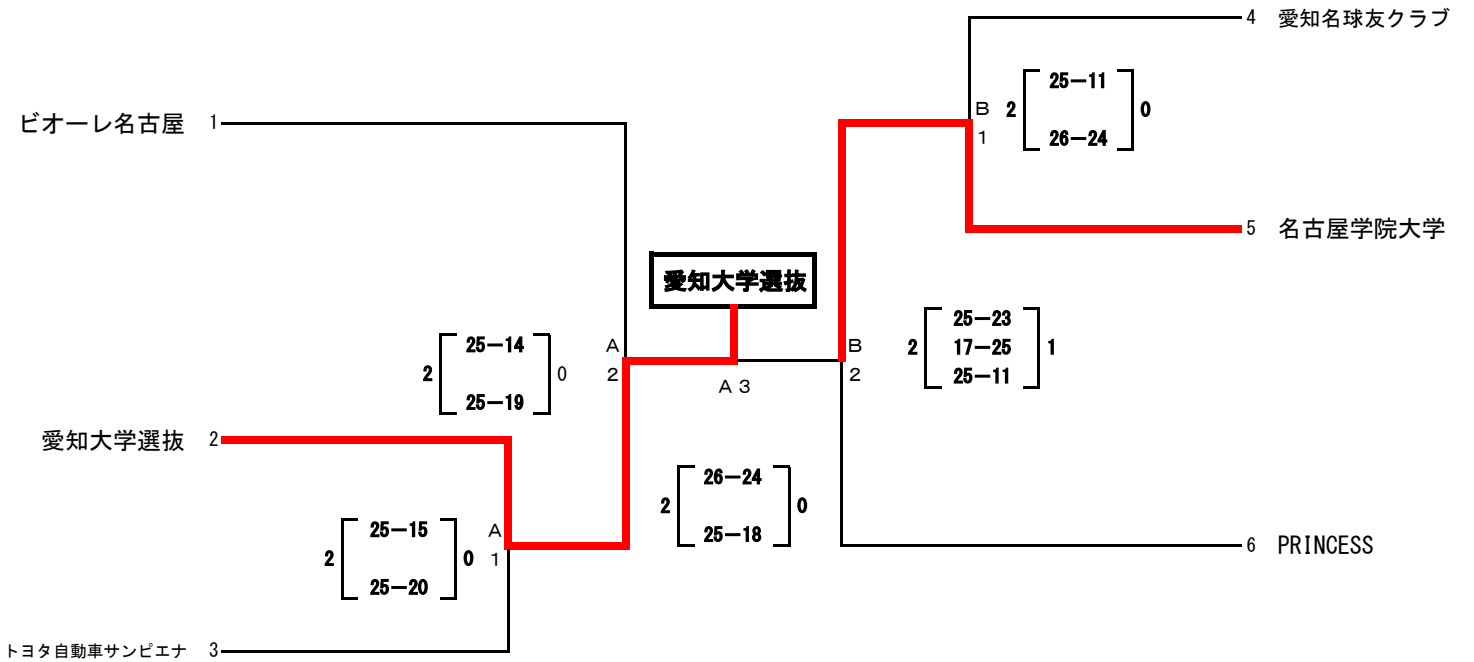 4 愛知名球友クラブ
2 25－11 0
26－24
B
1
ビオーレ名古屋 1
5 名古屋学院大学
愛知大学選抜
25－14
2 0
25－19
A
2
A 3
B
2
25－23
2 17－25 1
25－11
愛知大学選抜 2
26－24
2 0
25－18
25－15
2 0
25－20
A
1
6 PRINCESS
トヨタ自動車サンピエナ 3